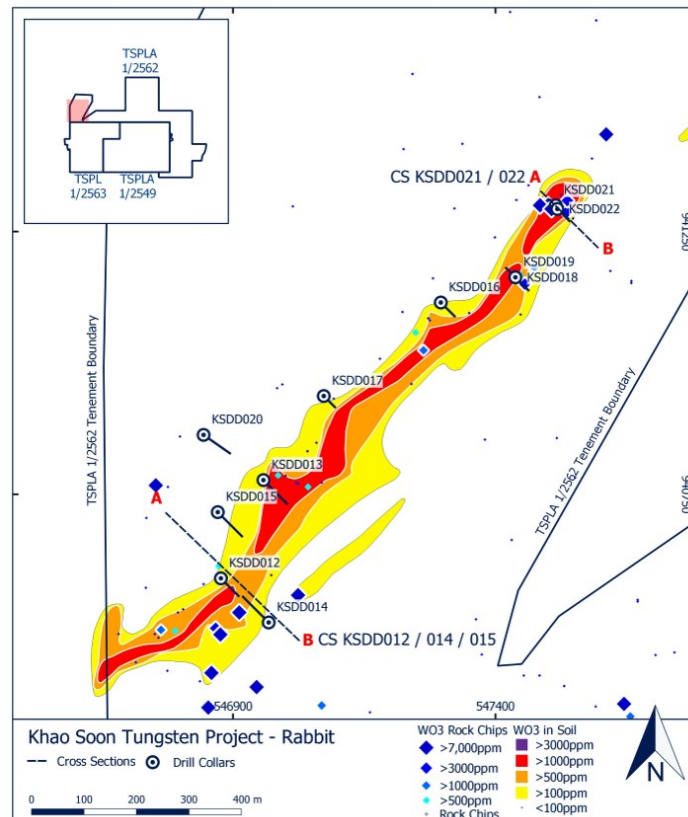 TSPLA
1/2562
TSPL
1/2563
TSPLA
1/2549
CS KSDD021 / 022
A
KSDD021
KSDD022
B
941250
KSDD019
KSDD018
KSDD016
KSDD017
KSDD020
KSDD013
A
KSDD015
TSPLA 1/2562 Tenement Boundary
TSPLA 1/2562 Tenement Boundary
940750
KSDD012
KSDD014
B CS KSDD012 / 014 / 015
546900
547400
Khao Soon Tungsten Project - Rabbit
Cross Sections
Drill Collars
0 100 200 300 400 m
WO3 Rock Chips
>7,000ppm
>3000ppm
>1000ppm
>500ppm
Rock Chips
WO3 in Soil
>3000ppm
>1000ppm
>500ppm
>100ppm
<100ppm
N